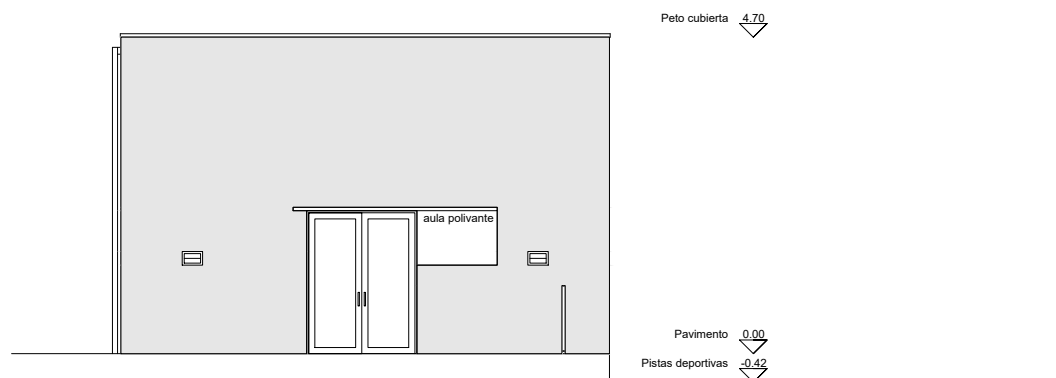 Peto cubierta 4.70
aula polivante
Pavimento 0.00
Pistas deportivas -0.42